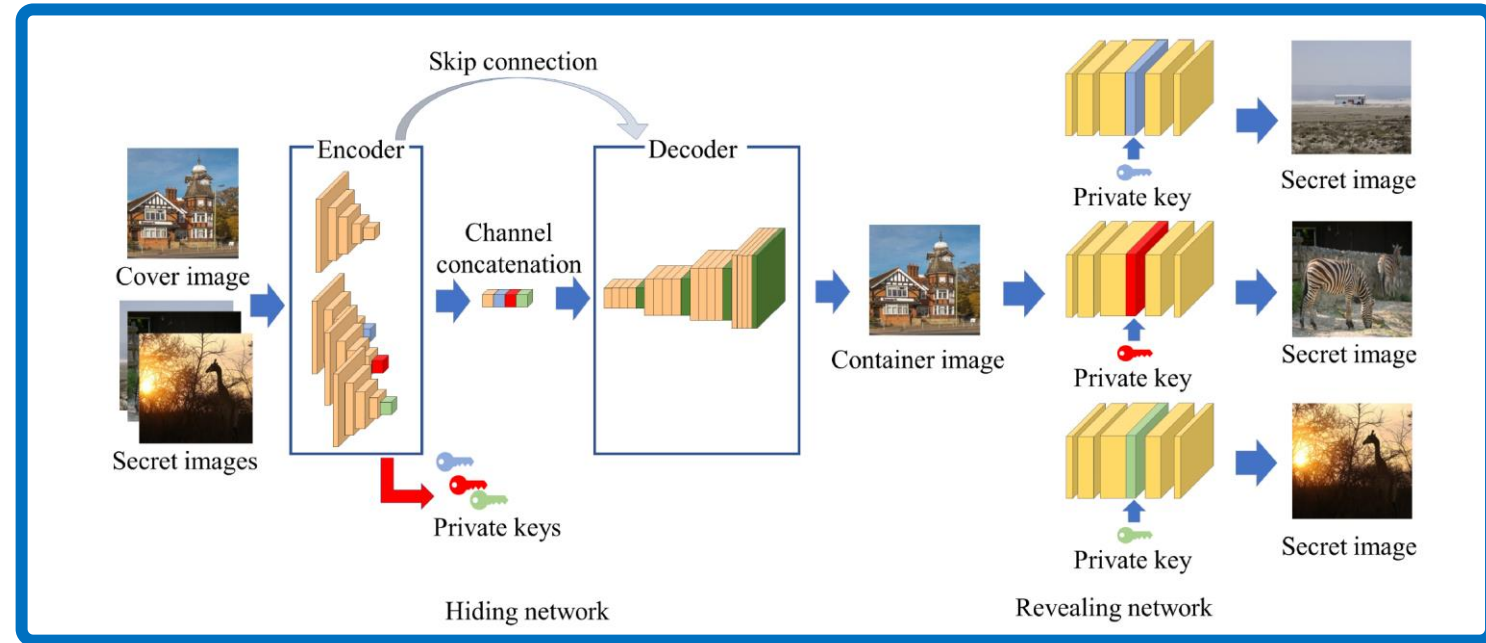 Skip connection
Encoder
Decoder
Cover image
Secret images
Channel
concatenation
Private keys
Container image
Private key
Secret image
Private key
Secret image
Private key
Secret image
Hiding network
Revealing network